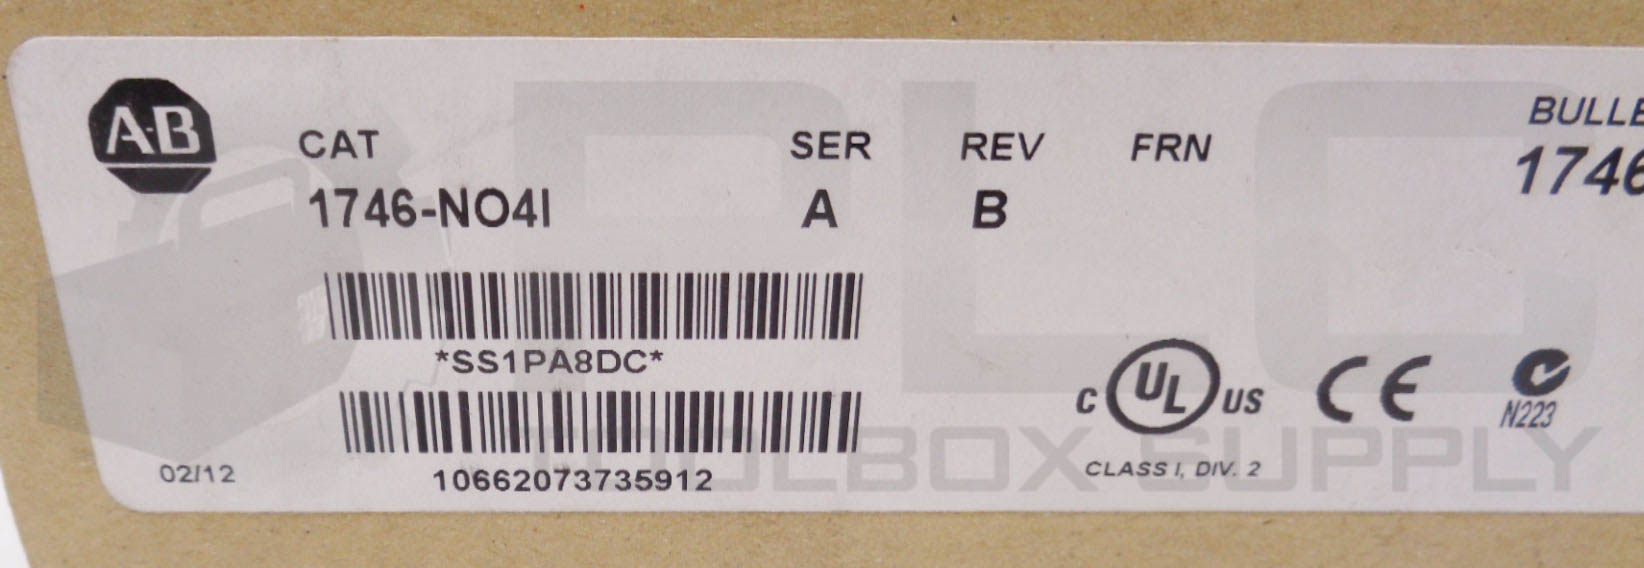 A-B
CAT SER REV FRN
1746-NO4I A B
BULLE
1746
*SS1PA8DC*
C UL US CE N223
02/12
10662073735912
CLASS I, DIV. 2
PLC
TOOLBOX SUPPLY